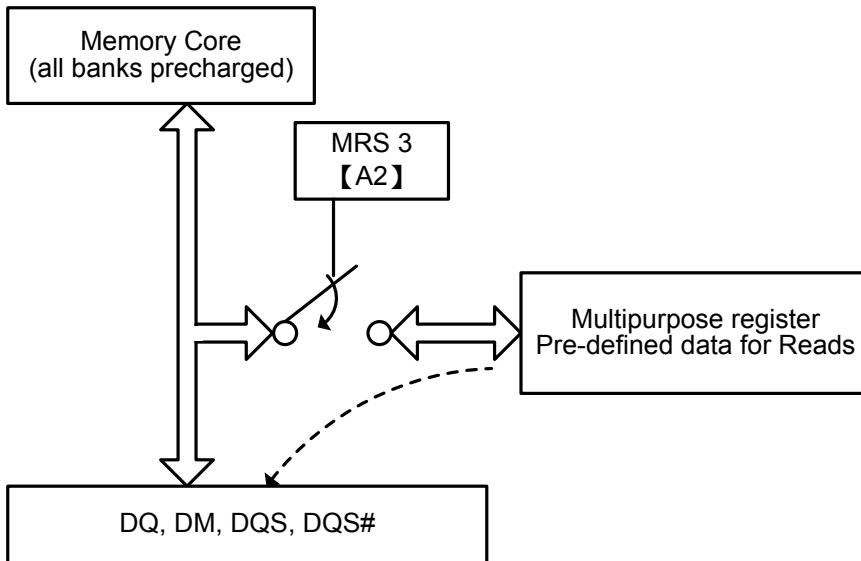 Memory Core
(all banks precharged)
MRS 3
【A2】
Multipurpose register
Pre-defined data for Reads
DQ, DM, DQS, DQS#